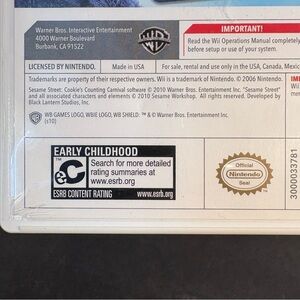 Warner Bros. Interactive Entertainment
4000 Warner Boulevard
Burbank, CA 91522
IMPORTANT!
Read the Wii Operations Manual completely
before setup or use of your system.
LICENSED BY NINTENDO.
Made in USA
For sale, rental and use only in the USA, Canada, Mexico
Trademarks are property of their respective owners. Wii is a trademark of Nintendo. © 2006 Nintendo.
Sesame Street: Cookie's Counting Carnival software © 2010 Warner Bros. Entertainment Inc. "Sesame Street"
and all associated characters and elements © 2010 Sesame Workshop. All rights reserved. Developed by
Black Lantern Studios, Inc.
WB GAMES LOGO, WBIE LOGO, WB SHIELD: ™ & © Warner Bros. Entertainment Inc.
(s10)
EARLY CHILDHOOD
eC
Search for more detailed
rating summaries at
www.esrb.org
ESRB CONTENT RATING
www.esrb.org
Official
Nintendo
Seal
3000033781